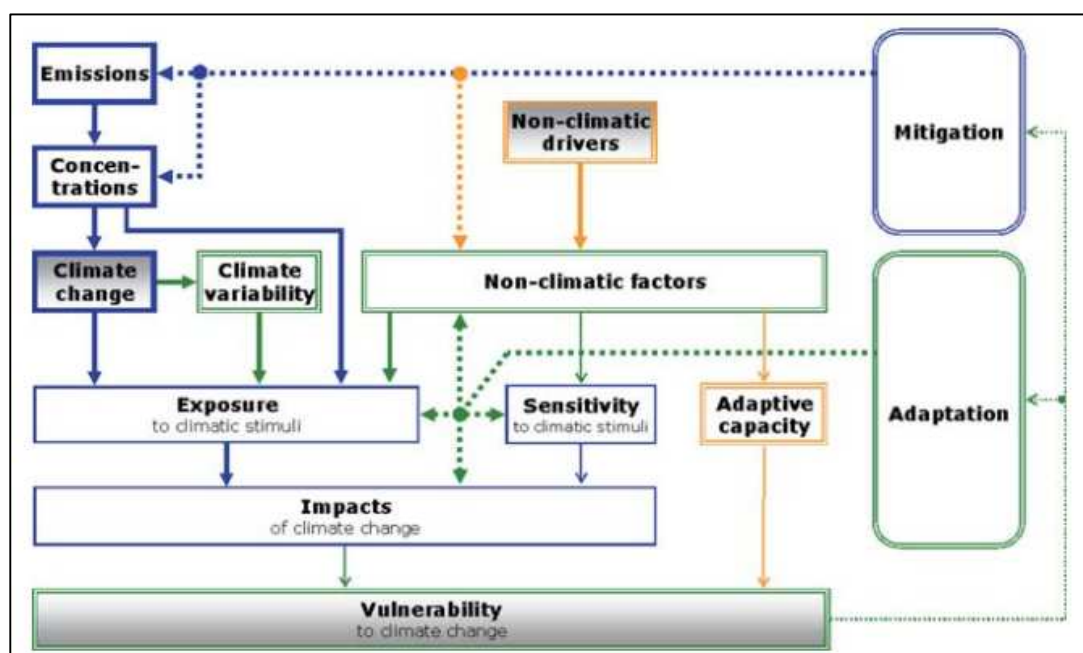 Emissions
Non-climatic
drivers
Mitigation
Concen-
trations
Climate
change
Climate
variability
Non-climatic factors
Exposure
to climatic stimuli
Sensitivity
to climatic stimuli
Adaptive
capacity
Adaptation
Impacts
of climate change
Vulnerability
to climate change